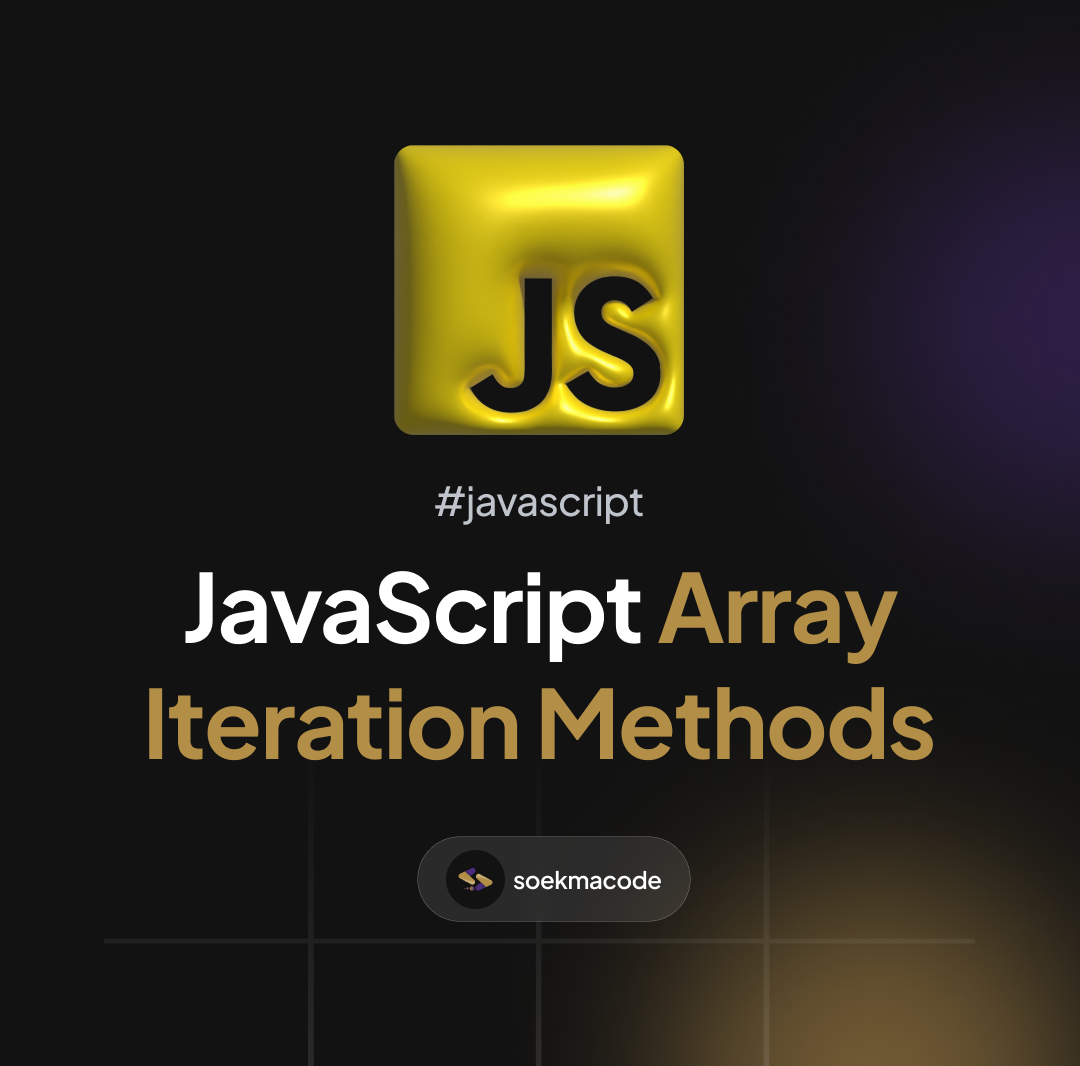 JS
#javascript
JavaScript Array
Iteration Methods
soekmacode